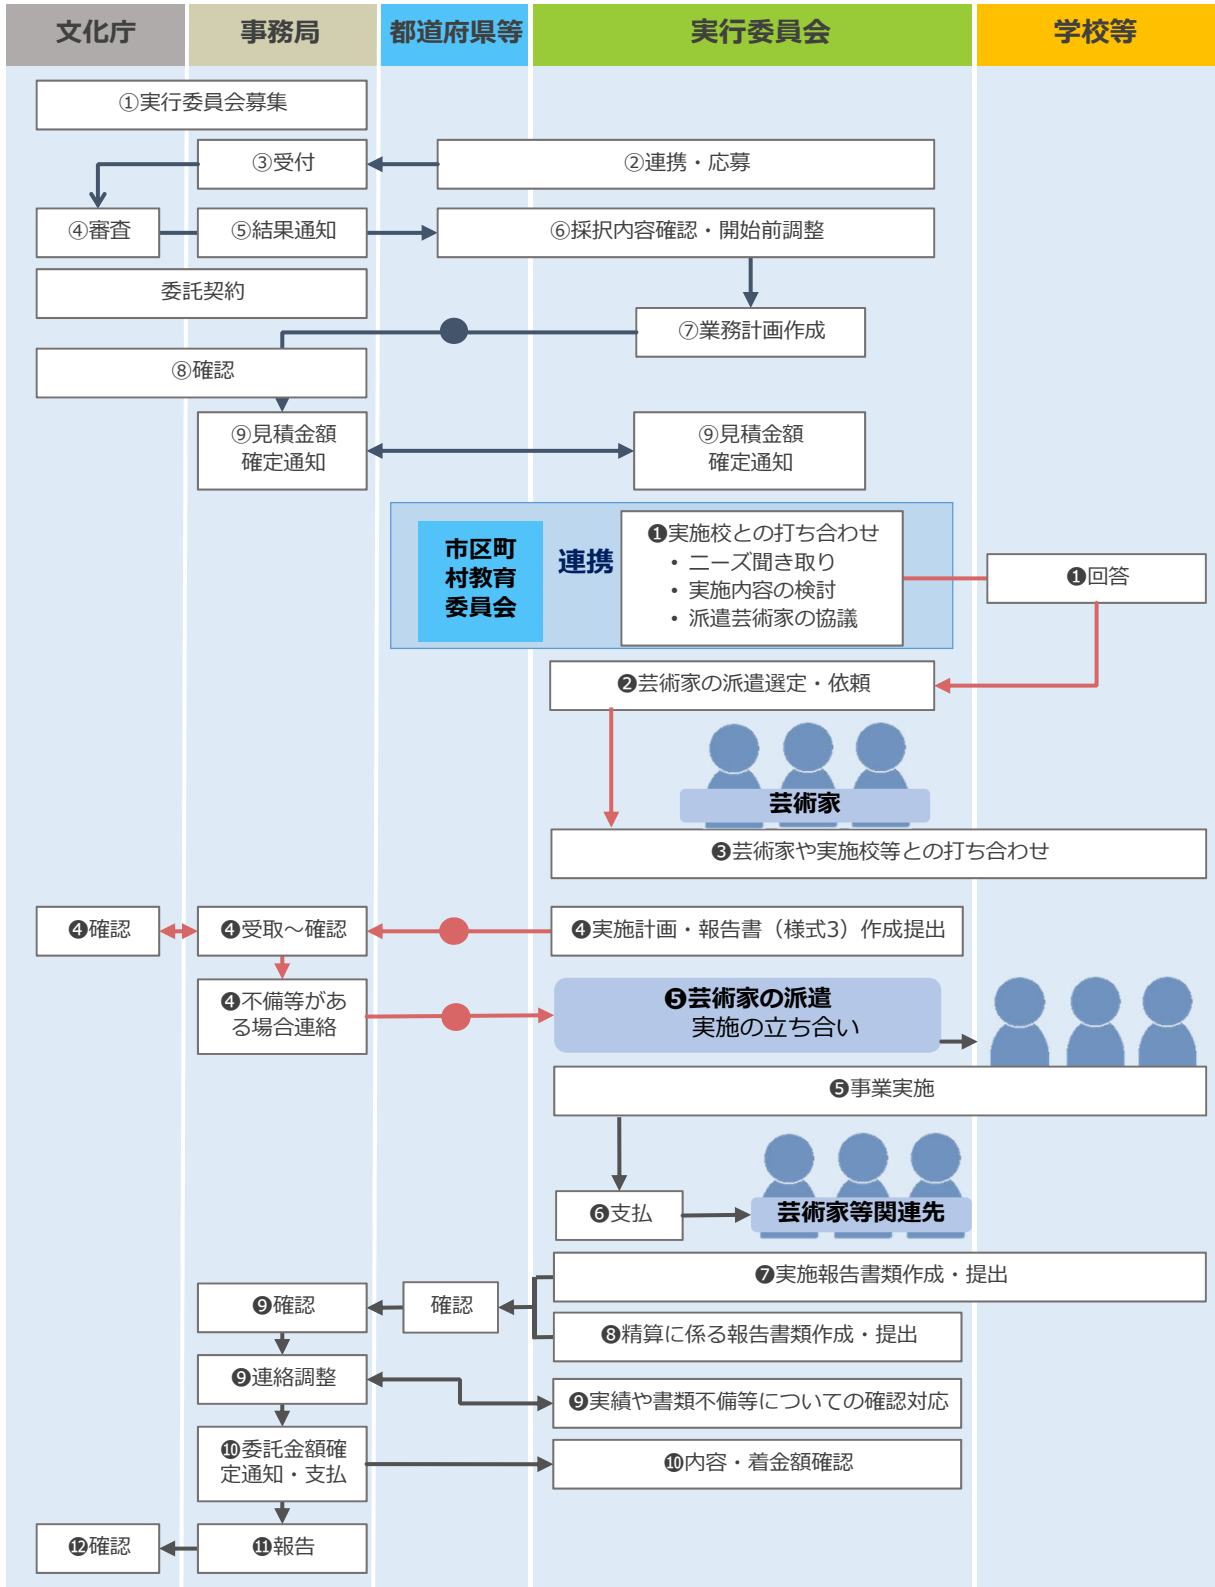 文化庁
事務局
都道府県等
実行委員会
学校等
①実行委員会募集
③受付
②連携・応募
④審査
⑤結果通知
⑥採択内容確認・開始前調整
委託契約
⑦業務計画作成
⑧確認
⑨見積金額
確定通知
⑨見積金額
確定通知
市区町
村教育
委員会
連携
❶実施校との打ち合わせ
• ニーズ聞き取り
• 実施内容の検討
• 派遣芸術家の協議
❶回答
❷芸術家の派遣選定・依頼
芸術家
❸芸術家や実施校等との打ち合わせ
❹確認
❹受取～確認
❹実施計画・報告書（様式3）作成提出
❹不備等があ
る場合連絡
❺芸術家の派遣
実施の立ち合い
❺事業実施
❻支払
芸術家等関連先
❼実施報告書類作成・提出
❾確認
確認
❽精算に係る報告書類作成・提出
❾連絡調整
❾実績や書類不備等についての確認対応
❿委託金額確
定通知・支払
❿内容・着金額確認
⓬確認
⓫報告